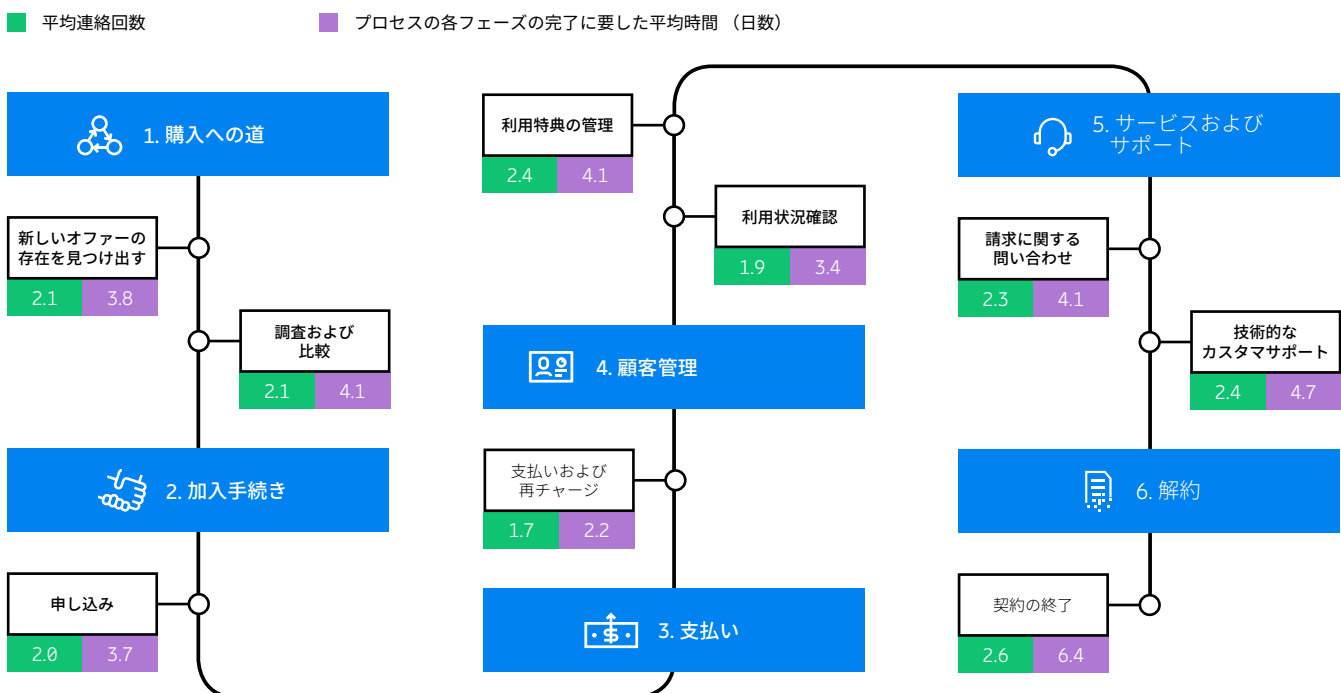 平均連絡回数
プロセスの各フェーズの完了に要した平均時間 （日数）
1. 購入への道
新しいオファーの
存在を見つけ出す
2.1 3.8
調査および
比較
2.1 4.1
2. 加入手続き
申し込み
2.0 3.7
3. 支払い
支払いおよび
再チャージ
1.7 2.2
4. 顧客管理
利用状況確認
1.9 3.4
利用特典の管理
2.4 4.1
5. サービスおよび
サポート
請求に関する
問い合わせ
2.3 4.1
技術的な
カスタマサポート
2.4 4.7
6. 解約
契約の終了
2.6 6.4